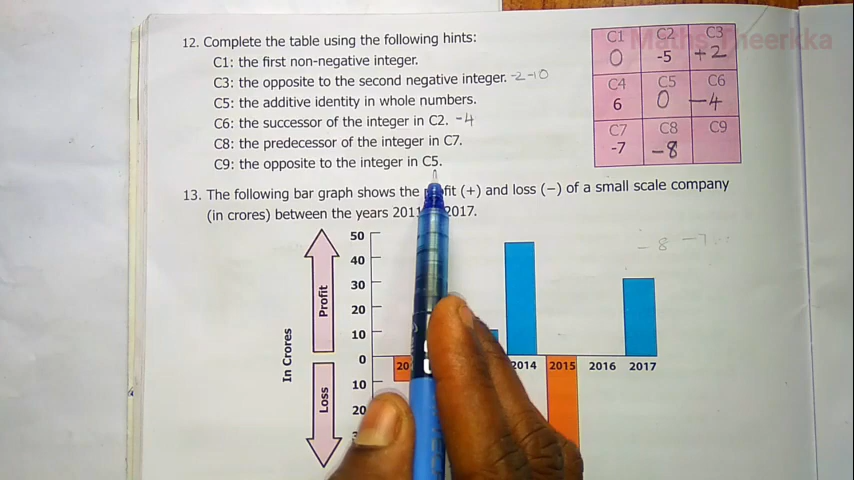 12. Complete the table using the following hints:
C1: the first non-negative integer.
C3: the opposite to the second negative integer. -2 -10
C5: the additive identity in whole numbers.
C6: the successor of the integer in C2. -4
C8: the predecessor of the integer in C7.
C9: the opposite to the integer in C5.
C1 C2 C3
0 -5 +2
C4 C5 C6
6 0 -4
C7 C8 C9
-7 -8
13. The following bar graph shows the profit (+) and loss (−) of a small scale company
(in crores) between the years 2011 2017.
-8 -7
50
40
30
20
10
0
10
20
In Crores
Profit
Loss
2014 2015 2016 2017